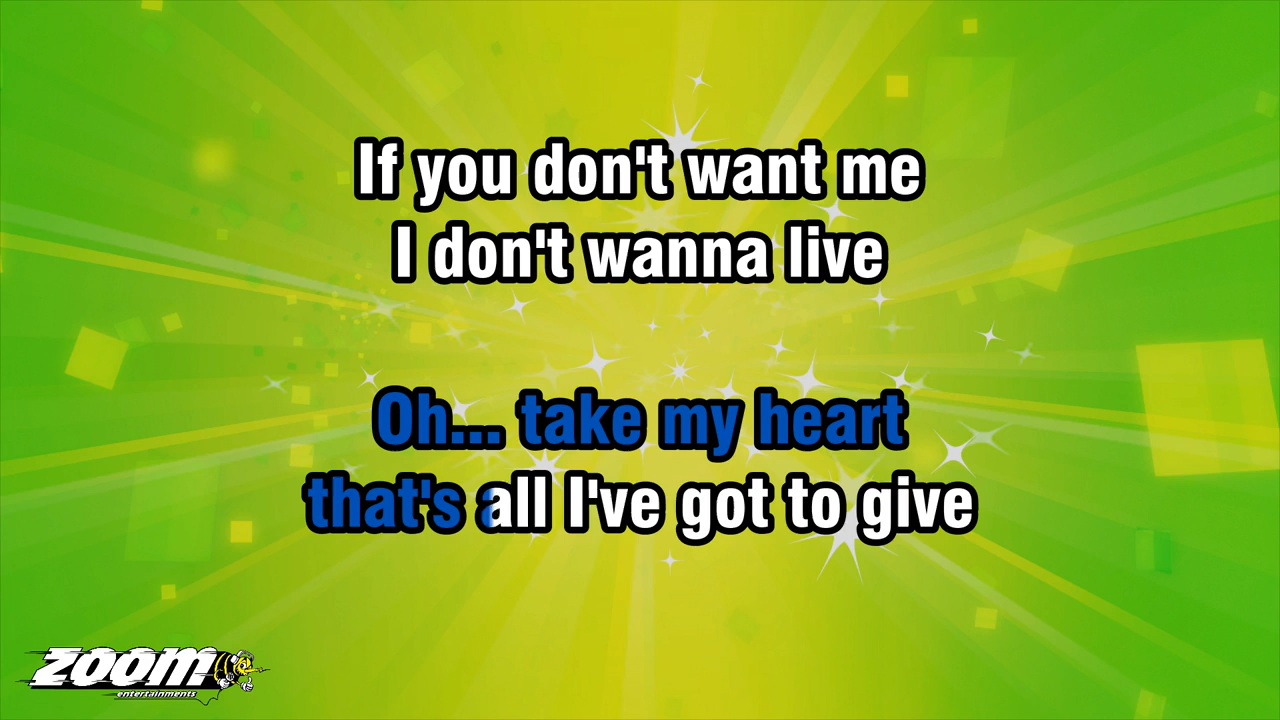 If you don't want me
I don't wanna live
Oh... take my heart
that's all I've got to give
ZOOM
entertainments